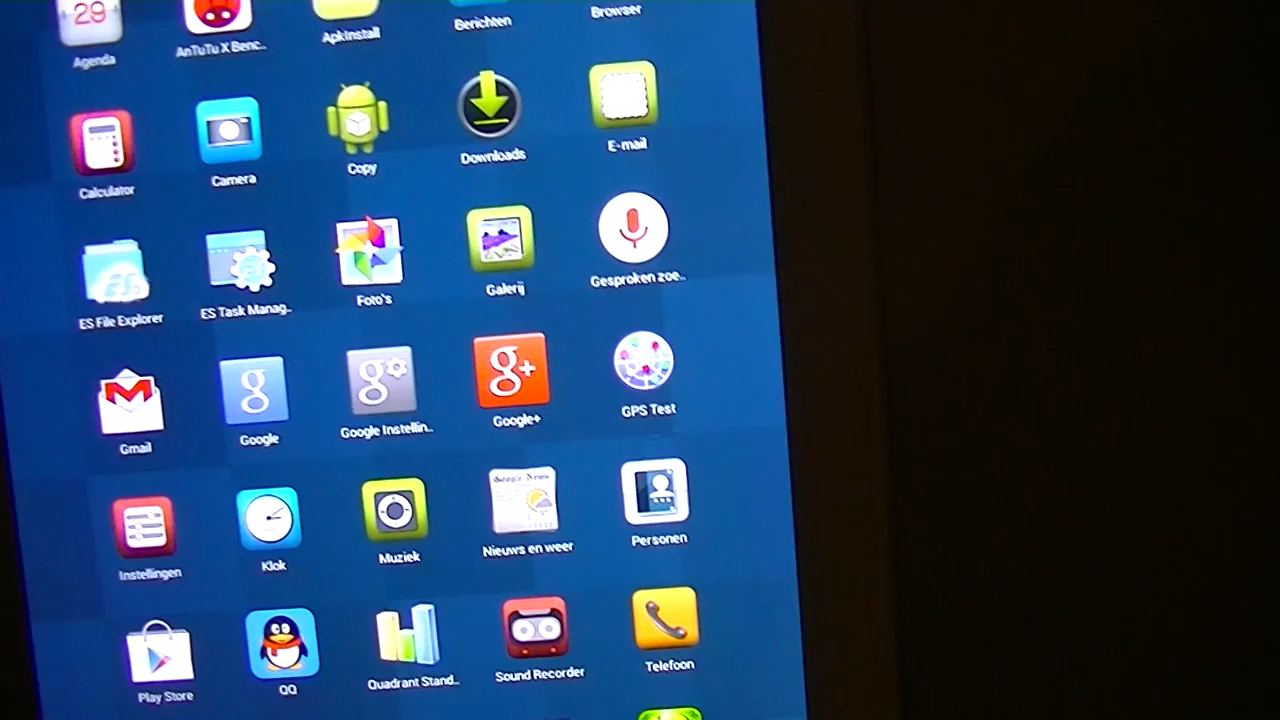 29
Agenda
AnTuTu X Benc..
ApkInstall
Berichten
Browser
Calculator
Camera
Copy
Downloads
E-mail
ES File Explorer
ES Task Manag..
Foto's
Galerij
Gesproken zoe..
Gmail
Google
Google Instellin..
Google+
GPS Test
Instellingen
Klok
Muziek
Nieuws en weer
Personen
Play Store
QQ
Quadrant Stand..
Sound Recorder
Telefoon